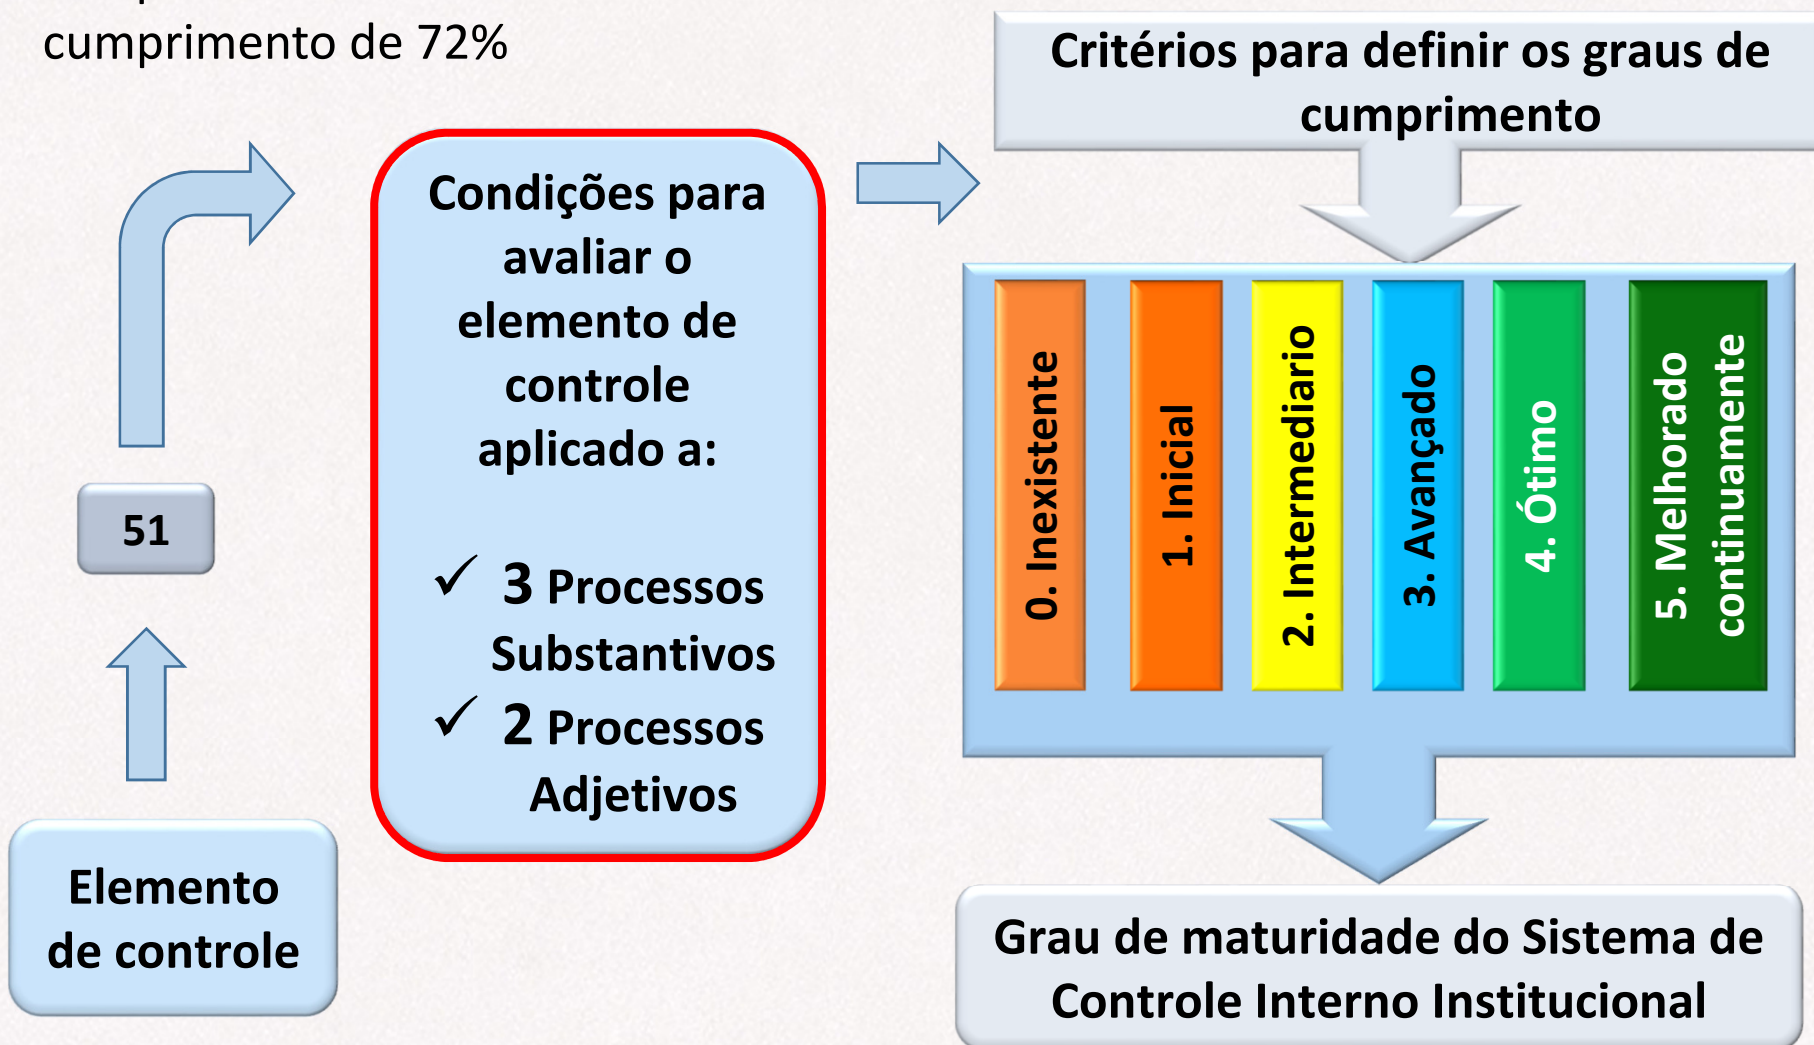 cumprimento de 72%
Critérios para definir os graus de
cumprimento
Condições para
avaliar o
elemento de
controle
aplicado a:
✓ 3 Processos
Substantivos
✓ 2 Processos
Adjetivos
51
Elemento
de controle
0. Inexistente
1. Inicial
2. Intermediario
3. Avançado
4. Ótimo
5. Melhorado
continuamente
Grau de maturidade do Sistema de
Controle Interno Institucional